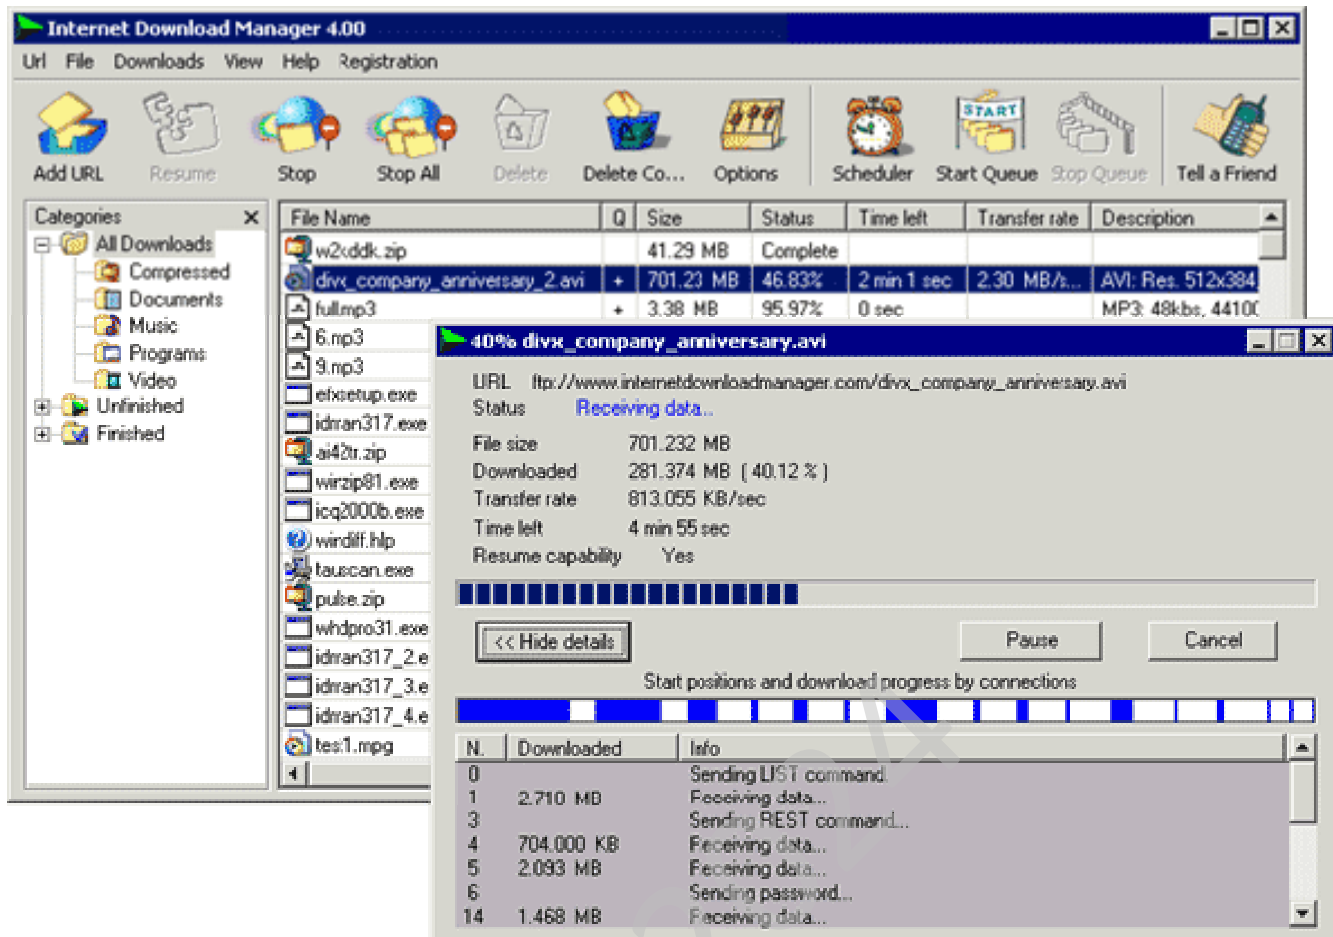 Internet Download Manager 4.00
Url File Downloads View Help Registration
Add URL Resume Stop Stop All Delete Delete Co... Options Scheduler Start Queue Stop Queue Tell a Friend
START
Categories
All Downloads
Compressed
Documents
Music
Programs
Video
Unfinished
Finished
File Name Q Size Status Time left Transfer rate Description
w2kddk.zip 41.29 MB Complete
divx_company_anniversary_2.avi + 701.23 MB 46.83% 2 min 1 sec 2.30 MB/s... AVI: Res. 512x384,
full.mp3 + 3.38 MB 95.97% 0 sec MP3: 48kbs, 4410
6.mp3
9.mp3
efxsetup.exe
idman317.exe
ai42tr.zip
winzip81.exe
icq2000b.exe
windiff.hlp
tauscan.exe
pulse.zip
whdpro31.exe
idman317_2.e
idman317_3.e
idman317_4.e
test1.mpg
40% divx_company_anniversary.avi
URL ftp://www.internetdownloadmanager.com/divx_company_anniversary.avi
Status Receiving data...
File size 701.232 MB
Downloaded 281.374 MB ( 40.12 % )
Transfer rate 813.055 KB/sec
Time left 4 min 55 sec
Resume capability Yes
<< Hide details Pause Cancel
Start positions and download progress by connections
N. Downloaded Info
0 Sending LIST command
1 2.710 MB Receiving data...
3 Sending REST command...
4 704.000 KB Receiving data...
5 2.093 MB Receiving data...
6 Sending password...
14 1.468 MB Receiving data...